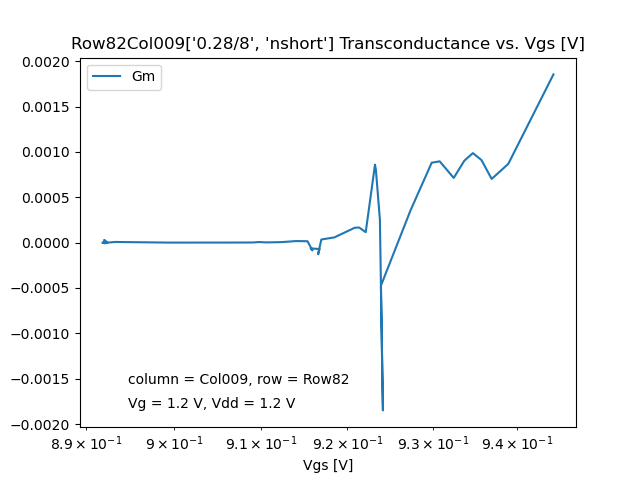 Row82Col009['0.28/8', 'nshort'] Transconductance vs. Vgs [V]
Gm
0.0020
0.0015
0.0010
0.0005
0.0000
−0.0005
−0.0010
−0.0015
−0.0020
column = Col009, row = Row82
Vg = 1.2 V, Vdd = 1.2 V
8.9 × 10⁻¹ 9 × 10⁻¹ 9.1 × 10⁻¹ 9.2 × 10⁻¹ 9.3 × 10⁻¹ 9.4 × 10⁻¹
Vgs [V]